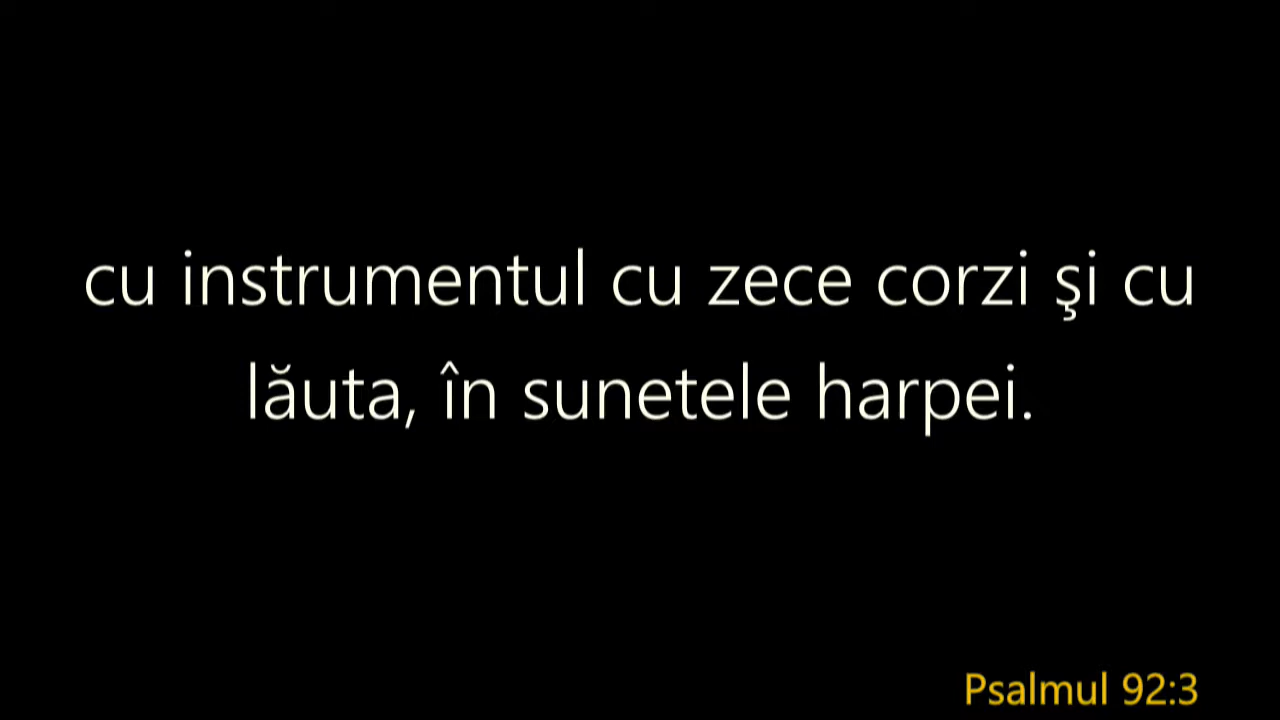 cu instrumentul cu zece corzi şi cu
lăuta, în sunetele harpei.
Psalmul 92:3